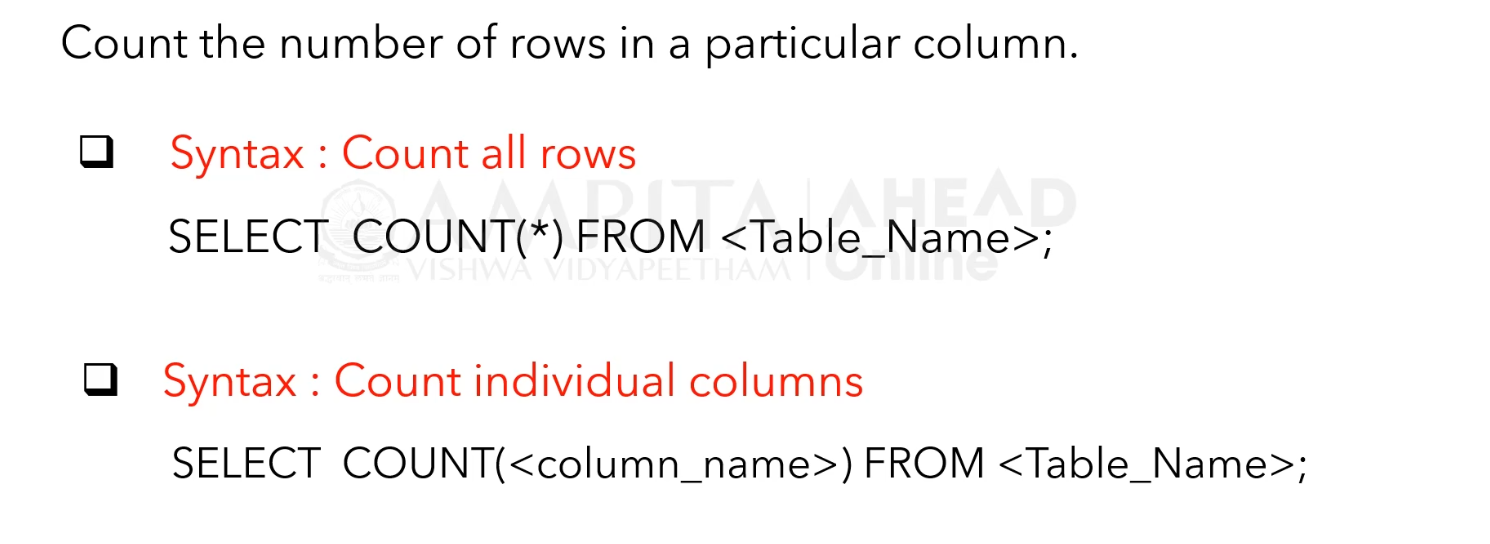 Count the number of rows in a particular column.
Syntax : Count all rows
AMRITA AHEAD
SELECT COUNT(*) FROM <Table_Name>;
VISHWA VIDYAPEETHAM Online
Syntax : Count individual columns
SELECT COUNT(<column_name>) FROM <Table_Name>;